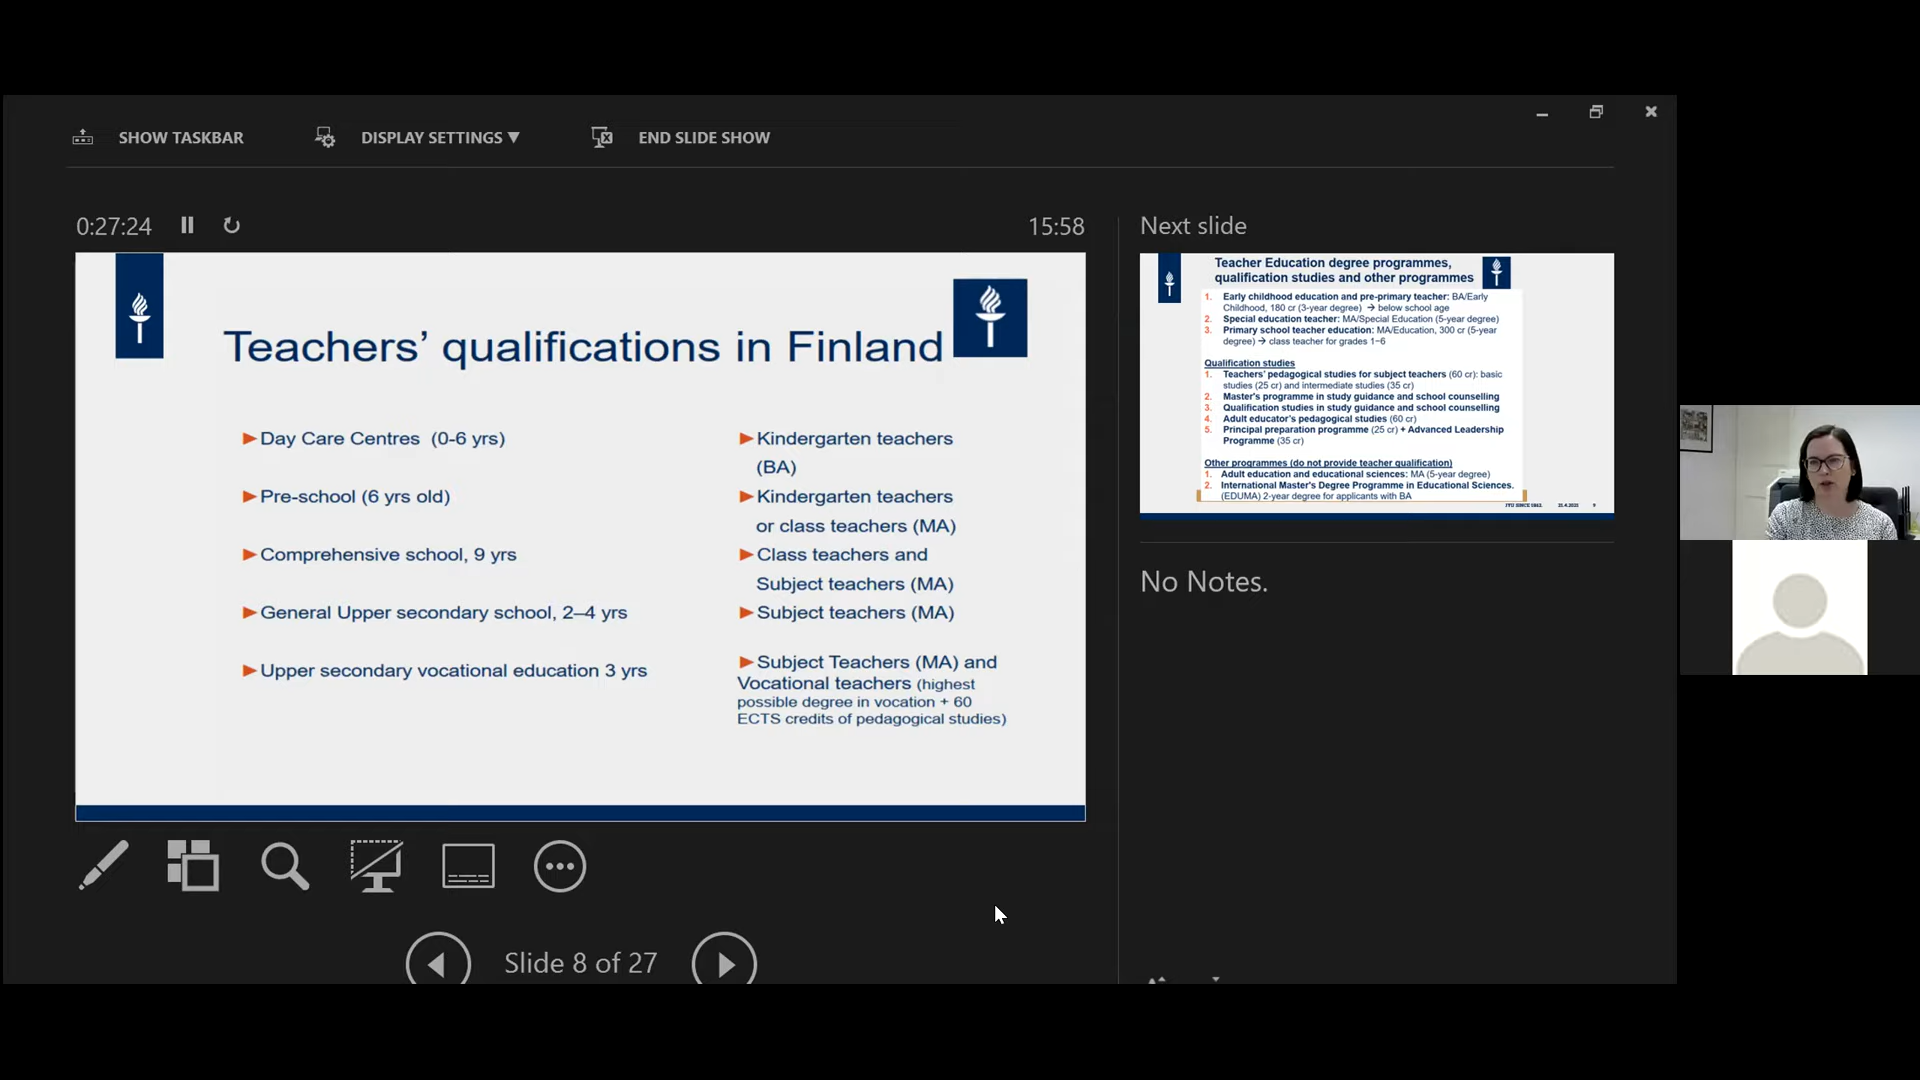 SHOW TASKBAR
DISPLAY SETTINGS ▼
END SLIDE SHOW
0:27:24
15:58
Teachers’ qualifications in Finland
Day Care Centres (0-6 yrs)
Pre-school (6 yrs old)
Comprehensive school, 9 yrs
General Upper secondary school, 2–4 yrs
Upper secondary vocational education 3 yrs
Kindergarten teachers
(BA)
Kindergarten teachers
or class teachers (MA)
Class teachers and
Subject teachers (MA)
Subject teachers (MA)
Subject Teachers (MA) and
Vocational teachers (highest
possible degree in vocation + 60
ECTS credits of pedagogical studies)
Slide 8 of 27
Next slide
Teacher Education degree programmes,
qualification studies and other programmes
1. Early childhood education and pre-primary teacher: BA/Early
Childhood, 180 cr (3-year degree) → below school age
2. Special education teacher: MA/Special Education (5-year degree)
3. Primary school teacher education: MA/Education, 300 cr (5-year
degree) → class teacher for grades 1–6
Qualification studies
1. Teachers’ pedagogical studies for subject teachers (60 cr): basic
studies (25 cr) and intermediate studies (35 cr)
2. Master's programme in study guidance and school counselling
3. Qualification studies in study guidance and school counselling
4. Adult educator’s pedagogical studies (60 cr)
5. Principal preparation programme (25 cr) + Advanced Leadership
Programme (35 cr)
Other programmes (do not provide teacher qualification)
1. Adult education and educational sciences: MA (5-year degree)
2. International Master's Degree Programme in Educational Sciences.
(EDUMA) 2-year degree for applicants with BA
JYU SINCE 1863.
9
No Notes.